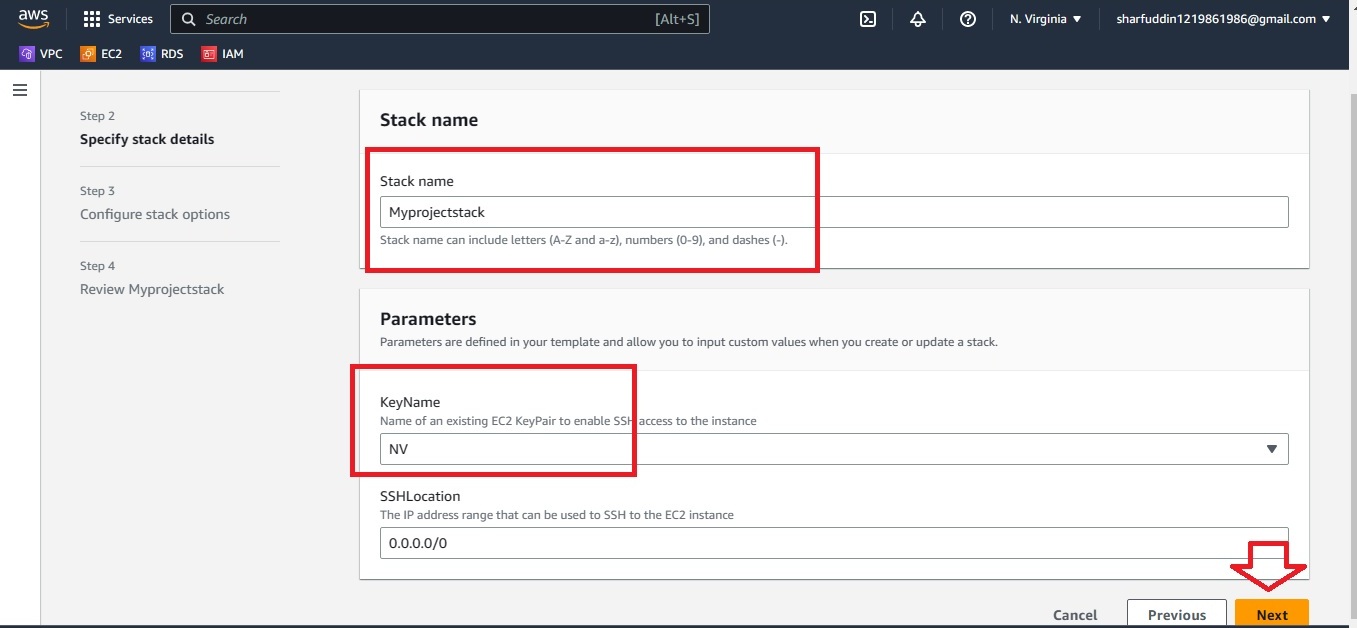 aws Services Search [Alt+S] N. Virginia sharfuddin1219861986@gmail.com
VPC EC2 RDS IAM
Step 2
Specify stack details
Step 3
Configure stack options
Step 4
Review Myprojectstack
Stack name
Stack name
Myprojectstack
Stack name can include letters (A-Z and a-z), numbers (0-9), and dashes (-).
Parameters
Parameters are defined in your template and allow you to input custom values when you create or update a stack.
KeyName
Name of an existing EC2 KeyPair to enable SSH access to the instance
NV
SSHLocation
The IP address range that can be used to SSH to the EC2 instance
0.0.0.0/0
Cancel Previous Next